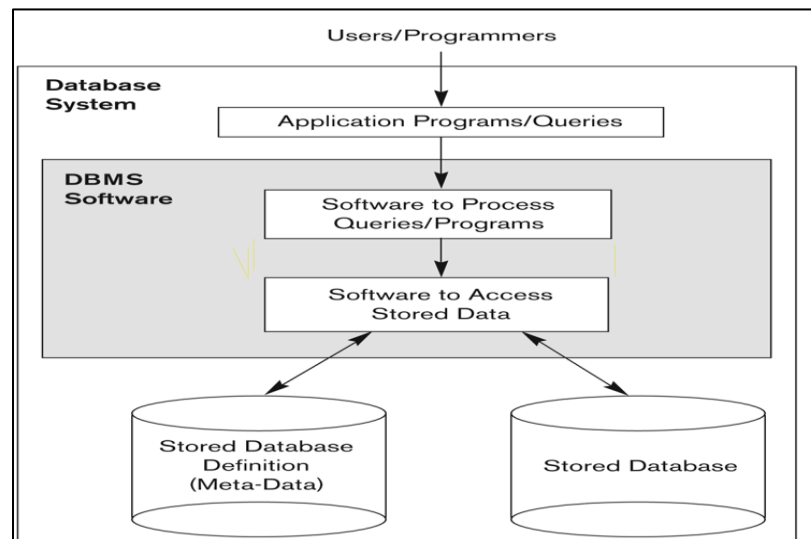 Users/Programmers
Database
System
Application Programs/Queries
DBMS
Software
Software to Process
Queries/Programs
Software to Access
Stored Data
Stored Database
Definition
(Meta-Data)
Stored Database